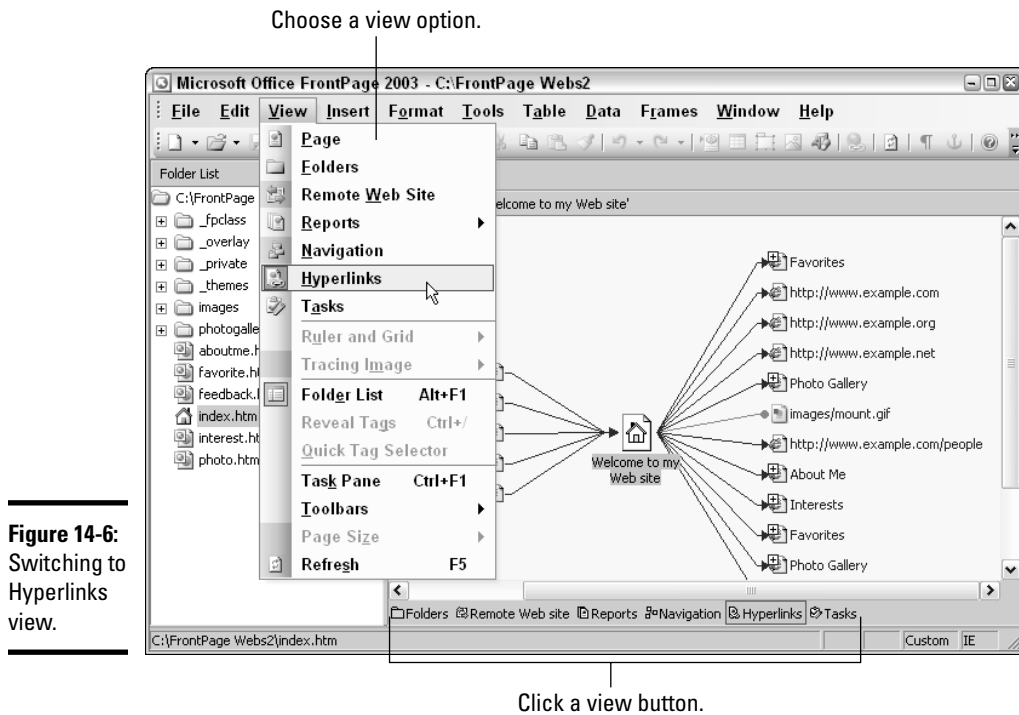 Choose a view option.
Microsoft Office FrontPage 2003 - C:\FrontPage Webs2
File Edit View Insert Format Tools Table Data Frames Window Help
Folder List
C:\FrontPage
_fpclass
_overlay
_private
_themes
images
photogalle
aboutme.h
favorite.ht
feedback.
index.htm
interest.ht
photo.htm
Page
Folders
Remote Web Site
Reports
Navigation
Hyperlinks
Tasks
Ruler and Grid
Tracing Image
Folder List Alt+F1
Reveal Tags Ctrl+/
Quick Tag Selector
Task Pane Ctrl+F1
Toolbars
Page Size
Refresh F5
elcome to my Web site'
Welcome to my
Web site
Favorites
http://www.example.com
http://www.example.org
http://www.example.net
Photo Gallery
images/mount.gif
http://www.example.com/people
About Me
Interests
Favorites
Photo Gallery
Folders Remote Web site Reports Navigation Hyperlinks Tasks
C:\FrontPage Webs2\index.htm Custom IE
Click a view button.
Figure 14-6:
Switching to
Hyperlinks
view.